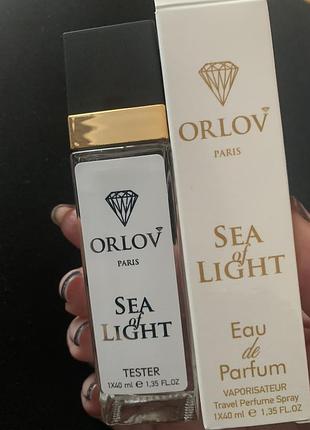 ORLOV
PARIS
SEA
of
LIGHT
TESTER
1X40 ml e 1,35 FL.OZ
ORLOV
PARIS
SEA
of
LIGHT
Eau
de
Parfum
VAPORISATEUR
Travel Perfume Spray
1X40 ml e 1,35 FL.OZ